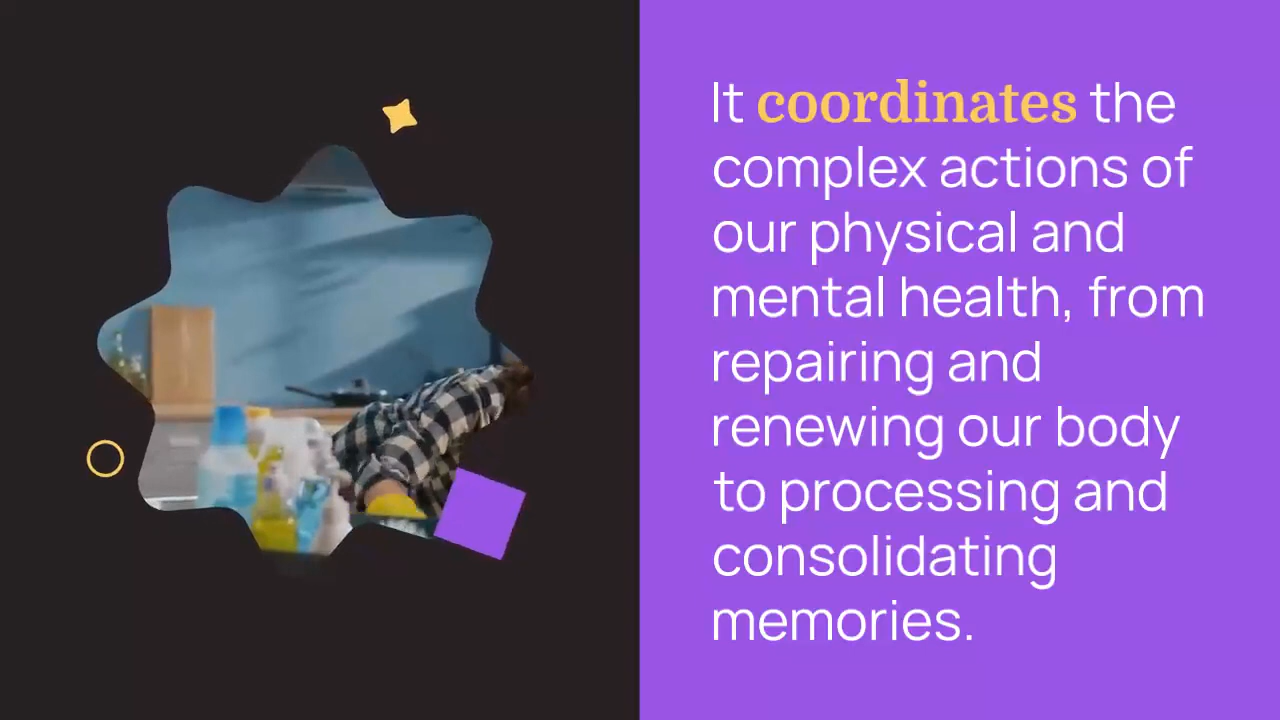 It coordinates the
complex actions of
our physical and
mental health, from
repairing and
renewing our body
to processing and
consolidating
memories.